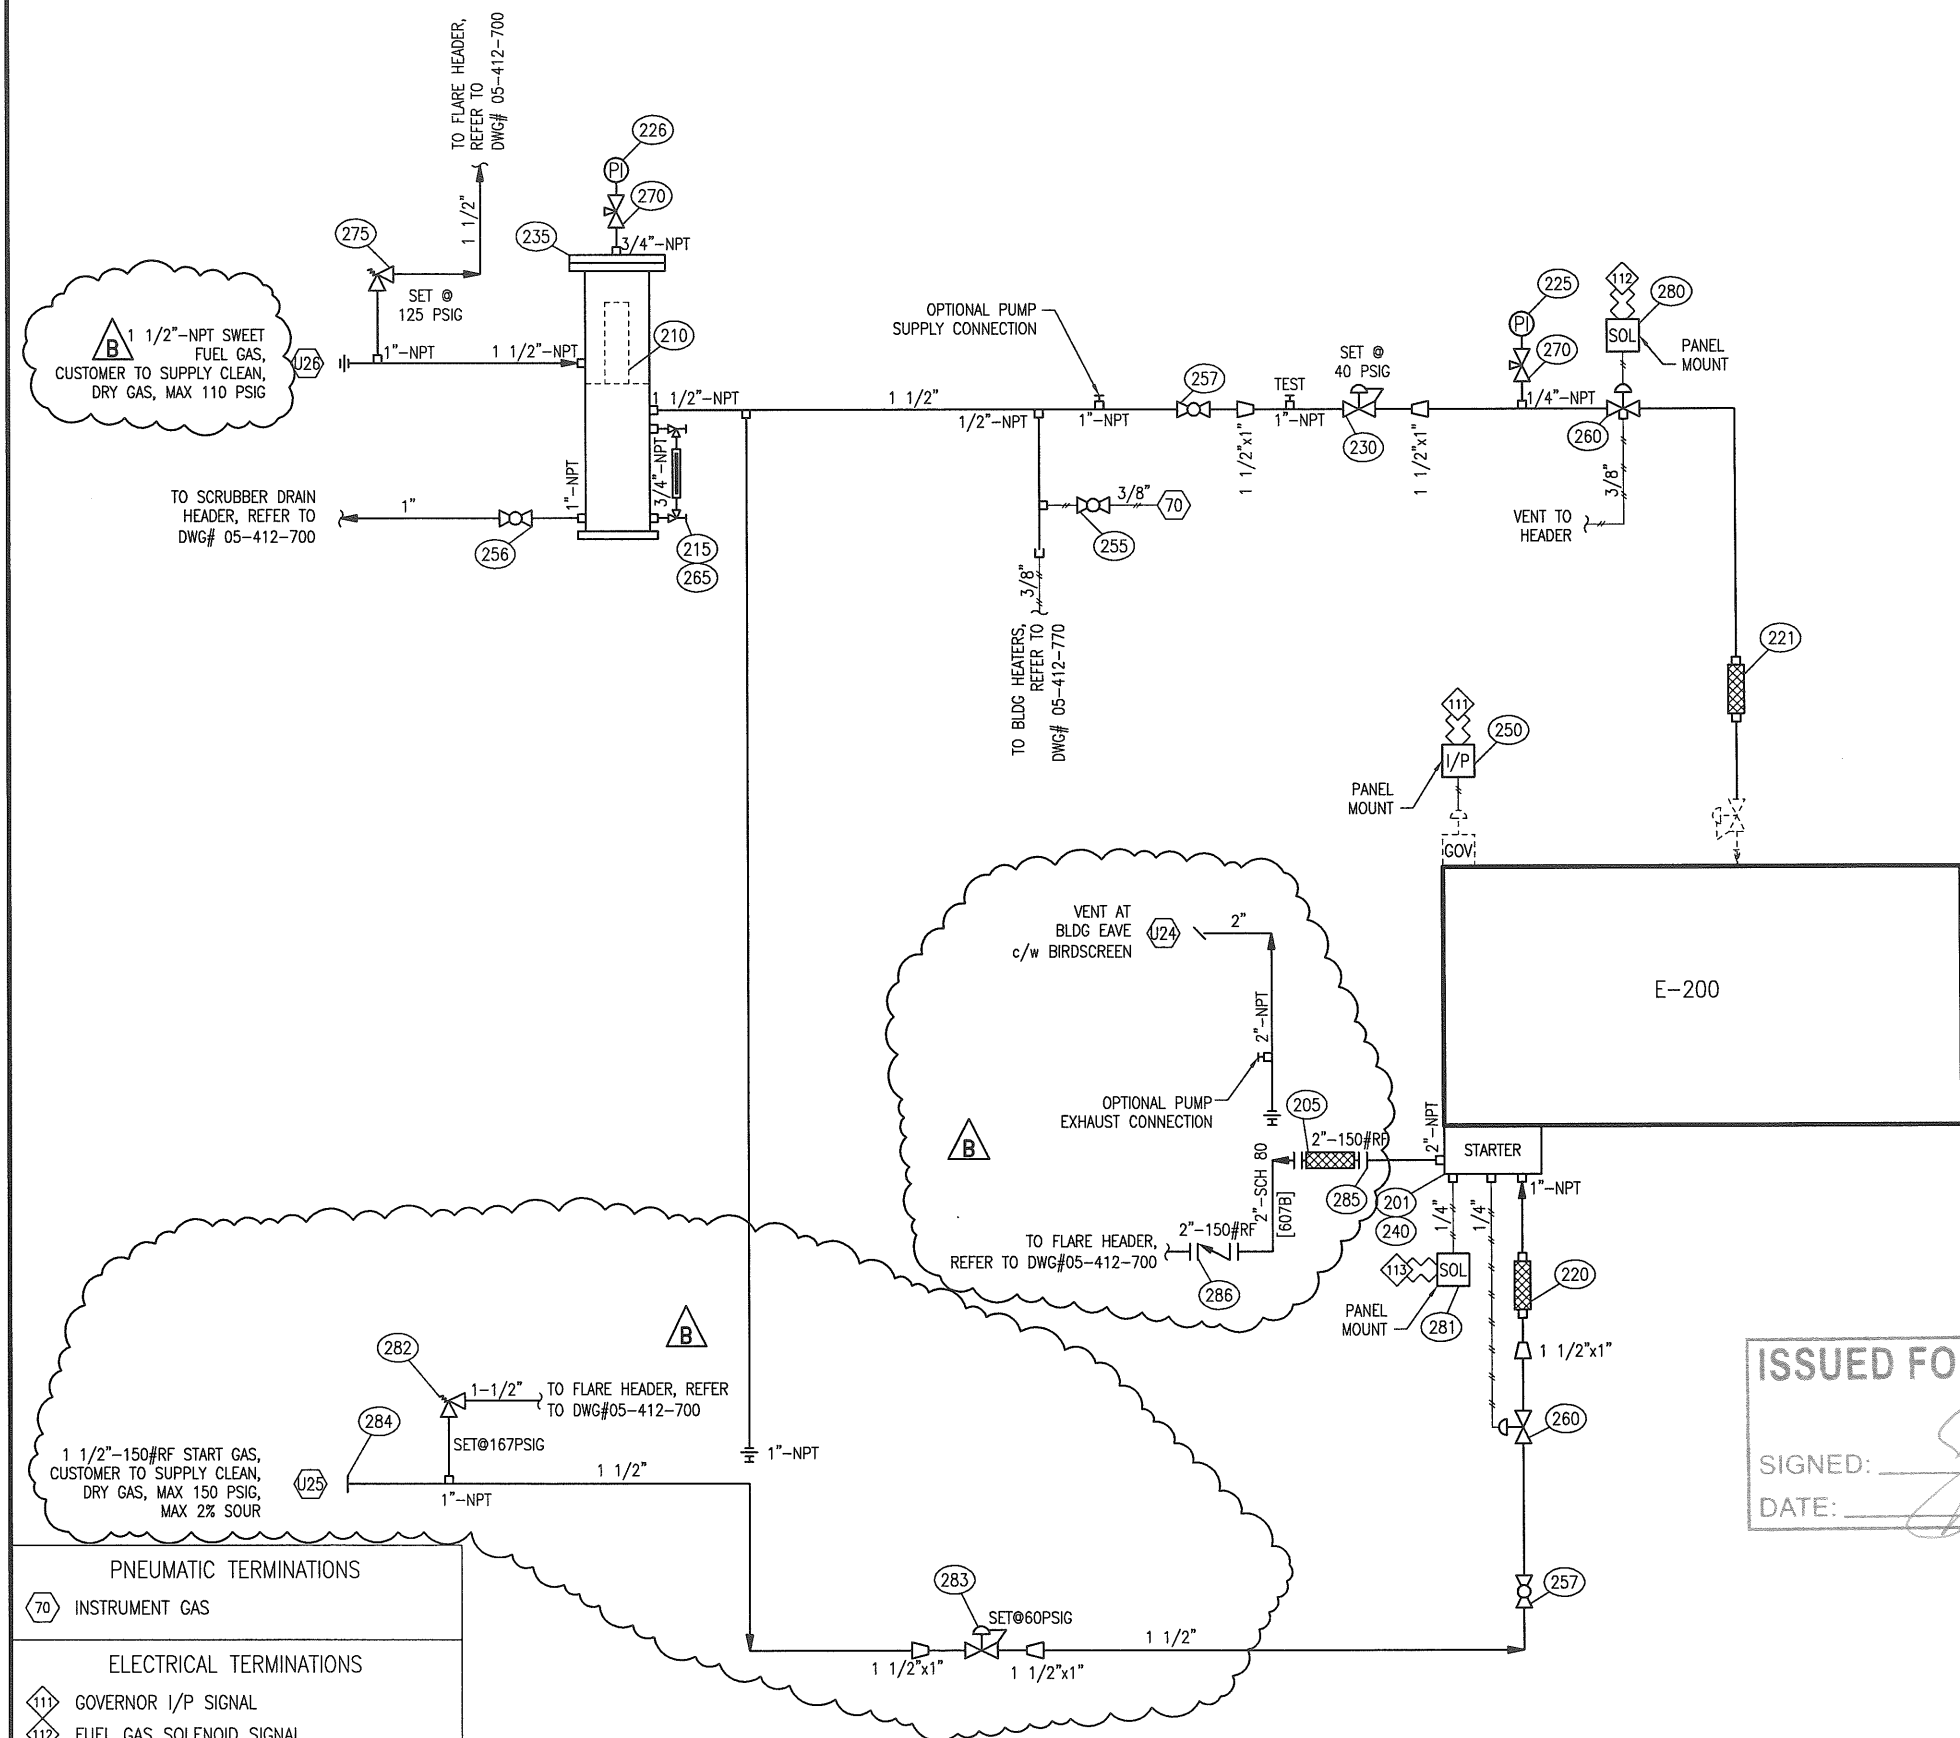 TO FLARE HEADER,
REFER TO
DWG# 05-412-700
1 1/2"
226
PI
270
3/4"-NPT
235
275
SET @
125 PSIG
B
1 1/2"-NPT SWEET
FUEL GAS,
CUSTOMER TO SUPPLY CLEAN,
DRY GAS, MAX 110 PSIG
U26
1"-NPT
1 1/2"-NPT
210
1 1/2"-NPT
1 1/2"
3/4"-NPT
1"-NPT
TO SCRUBBER DRAIN
HEADER, REFER TO
DWG# 05-412-700
1"
256
215
265
OPTIONAL PUMP
SUPPLY CONNECTION
1/2"-NPT
1"-NPT
257
1 1/2"x1"
TEST
1"-NPT
SET @
40 PSIG
230
1 1/2"x1"
225
PI
270
1/4"-NPT
112
SOL
280
PANEL
MOUNT
260
3/8"
VENT TO
HEADER
3/8"
70
255
3/8"
TO BLDG HEATERS,
REFER TO
DWG# 05-412-770
221
111
I/P
250
PANEL
MOUNT
GOV
E-200
VENT AT
BLDG EAVE
c/w BIRDSCREEN
U24
2"
2"-NPT
OPTIONAL PUMP
EXHAUST CONNECTION
B
205
2"-150#RF
285
2"-SCH 80
[607B]
2"-150#RF
TO FLARE HEADER,
REFER TO DWG#05-412-700
286
2"-NPT
STARTER
201
240
1/4"
1/4"
1"-NPT
113
SOL
PANEL
MOUNT
281
220
1 1/2"x1"
260
257
B
282
1-1/2"
TO FLARE HEADER, REFER
TO DWG#05-412-700
SET@167PSIG
284
1 1/2"-150#RF START GAS,
CUSTOMER TO SUPPLY CLEAN,
DRY GAS, MAX 150 PSIG,
MAX 2% SOUR
U25
1"-NPT
1 1/2"
1"-NPT
283
SET@60PSIG
1 1/2"x1"
1 1/2"x1"
1 1/2"
ISSUED FO
SIGNED:
DATE:
PNEUMATIC TERMINATIONS
70 INSTRUMENT GAS
ELECTRICAL TERMINATIONS
111 GOVERNOR I/P SIGNAL
112 FUEL GAS SOLENOID SIGNAL